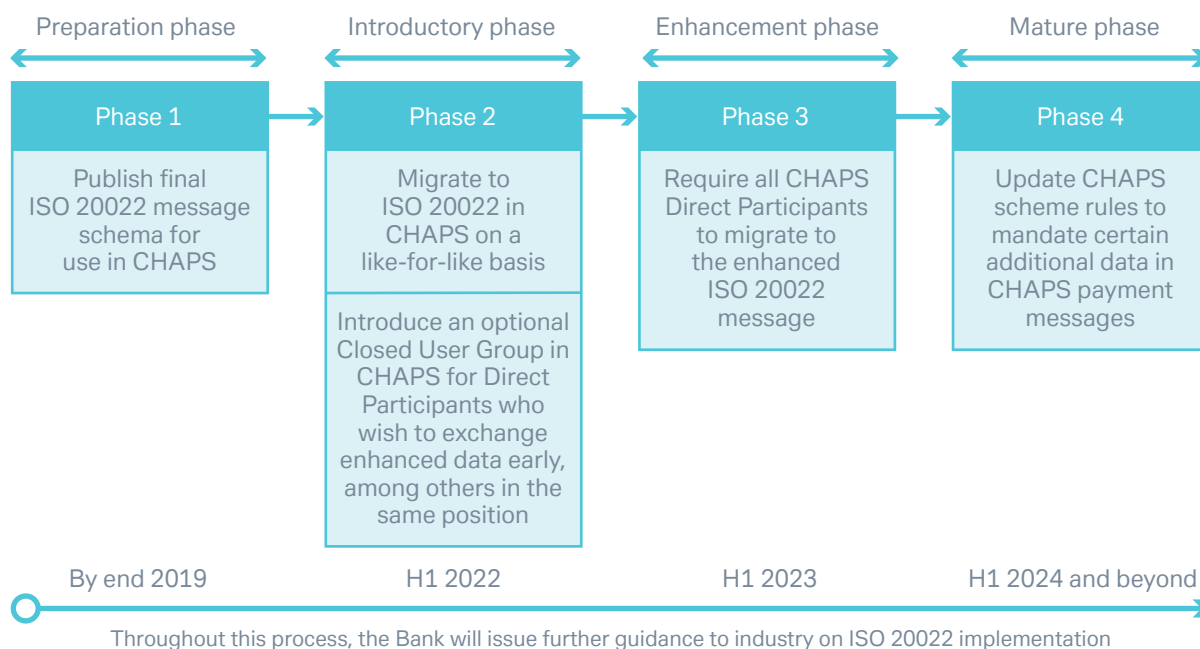 Preparation phase
Introductory phase
Enhancement phase
Mature phase
Phase 1
Phase 2
Phase 3
Phase 4
Publish final
ISO 20022 message
schema for
use in CHAPS
Migrate to
ISO 20022 in
CHAPS on a
like-for-like basis
Introduce an optional
Closed User Group in
CHAPS for Direct
Participants who
wish to exchange
enhanced data early,
among others in the
same position
Require all CHAPS
Direct Participants
to migrate to
the enhanced
ISO 20022
message
Update CHAPS
scheme rules to
mandate certain
additional data in
CHAPS payment
messages
By end 2019
H1 2022
H1 2023
H1 2024 and beyond
Throughout this process, the Bank will issue further guidance to industry on ISO 20022 implementation